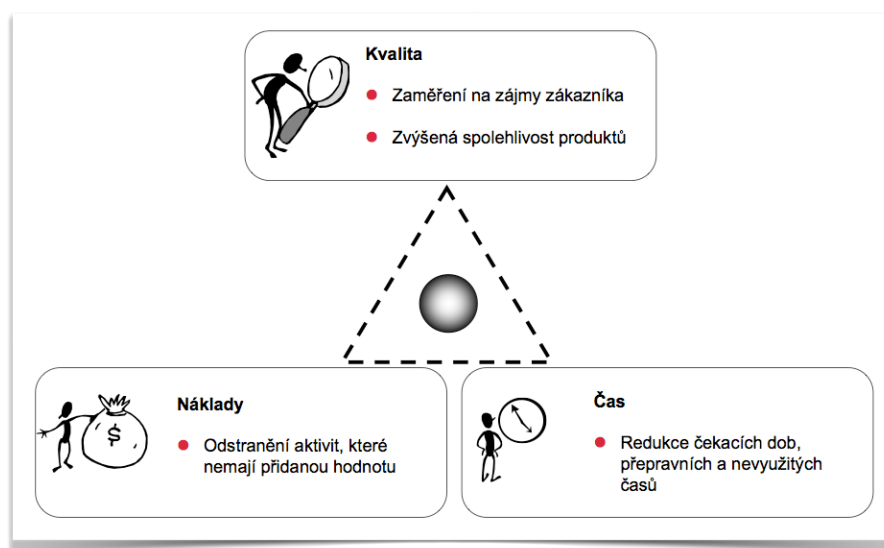 Kvalita
Zaměření na zájmy zákazníka
Zvýšená spolehlivost produktů
Náklady
$
Odstranění aktivit, které
nemají přidanou hodnotu
Čas
Redukce čekacích dob,
přepravních a nevyužitých
časů